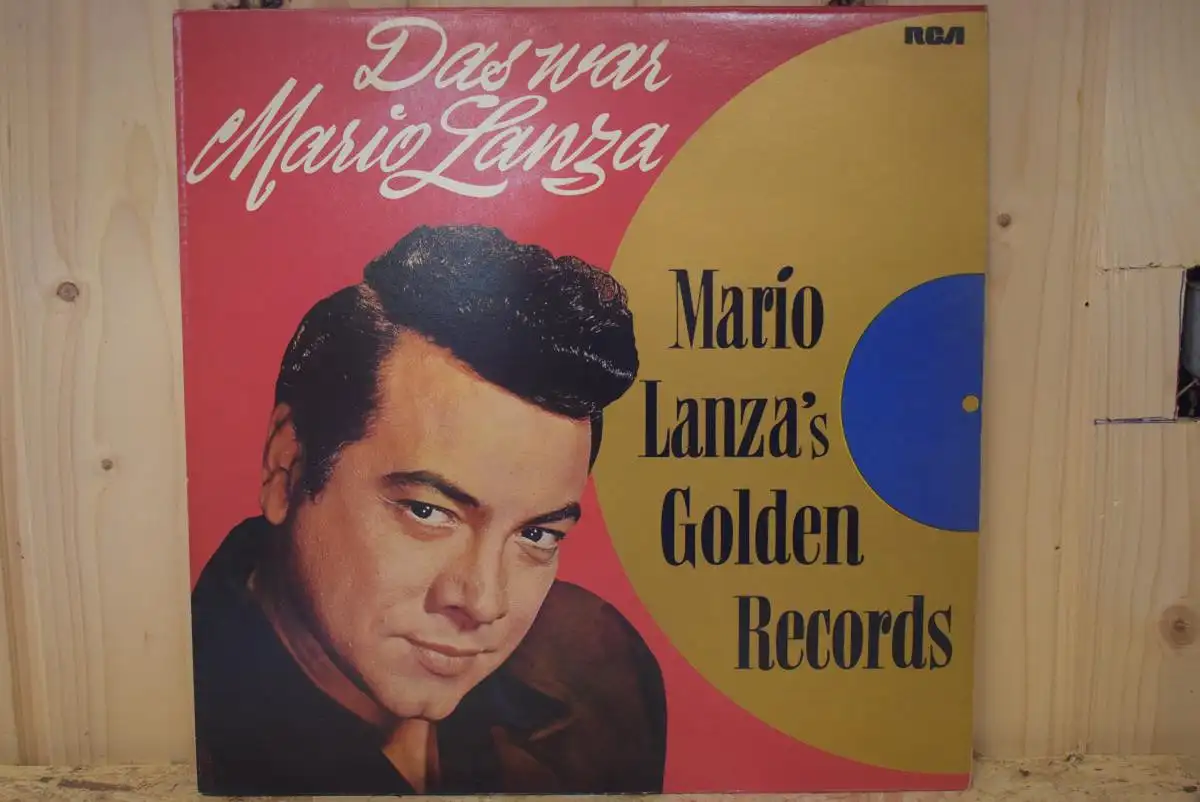 Das war
Mario Lanza
RCA
Mario
Lanza's
Golden
Records